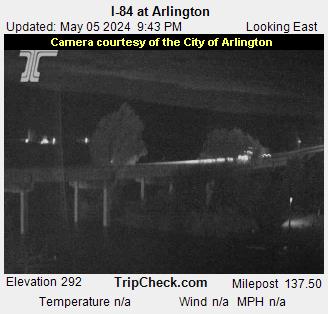 I-84 at Arlington
Updated: May 05 2024 9:43 PM Looking East
Camera courtesy of the City of Arlington
Elevation 292 TripCheck.com Milepost 137.50
Temperature n/a Wind n/a MPH n/a